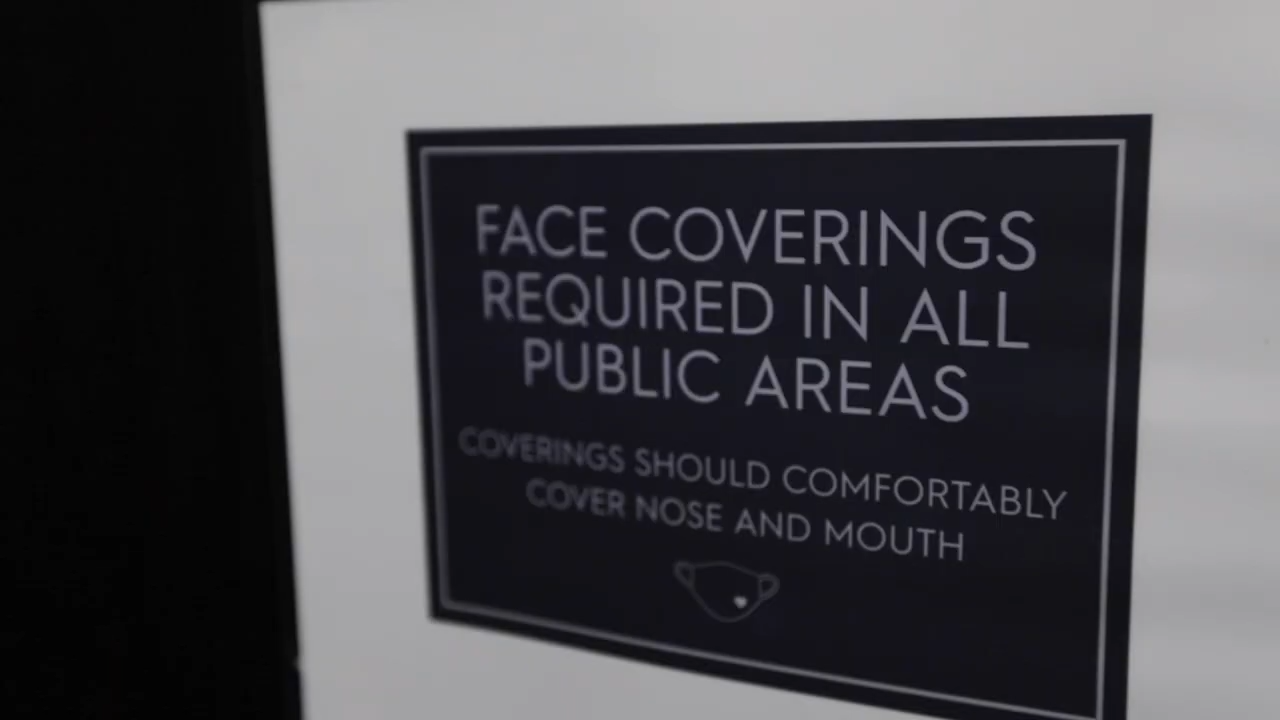 FACE COVERINGS
REQUIRED IN ALL
PUBLIC AREAS
COVERINGS SHOULD COMFORTABLY
COVER NOSE AND MOUTH